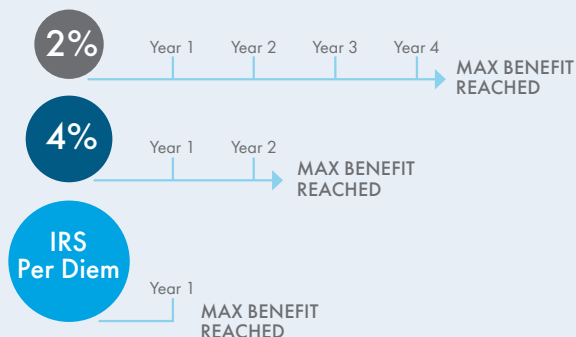 2%
Year 1 Year 2 Year 3 Year 4
MAX BENEFIT
REACHED
4%
Year 1 Year 2
MAX BENEFIT
REACHED
IRS
Per Diem
Year 1
MAX BENEFIT
REACHED